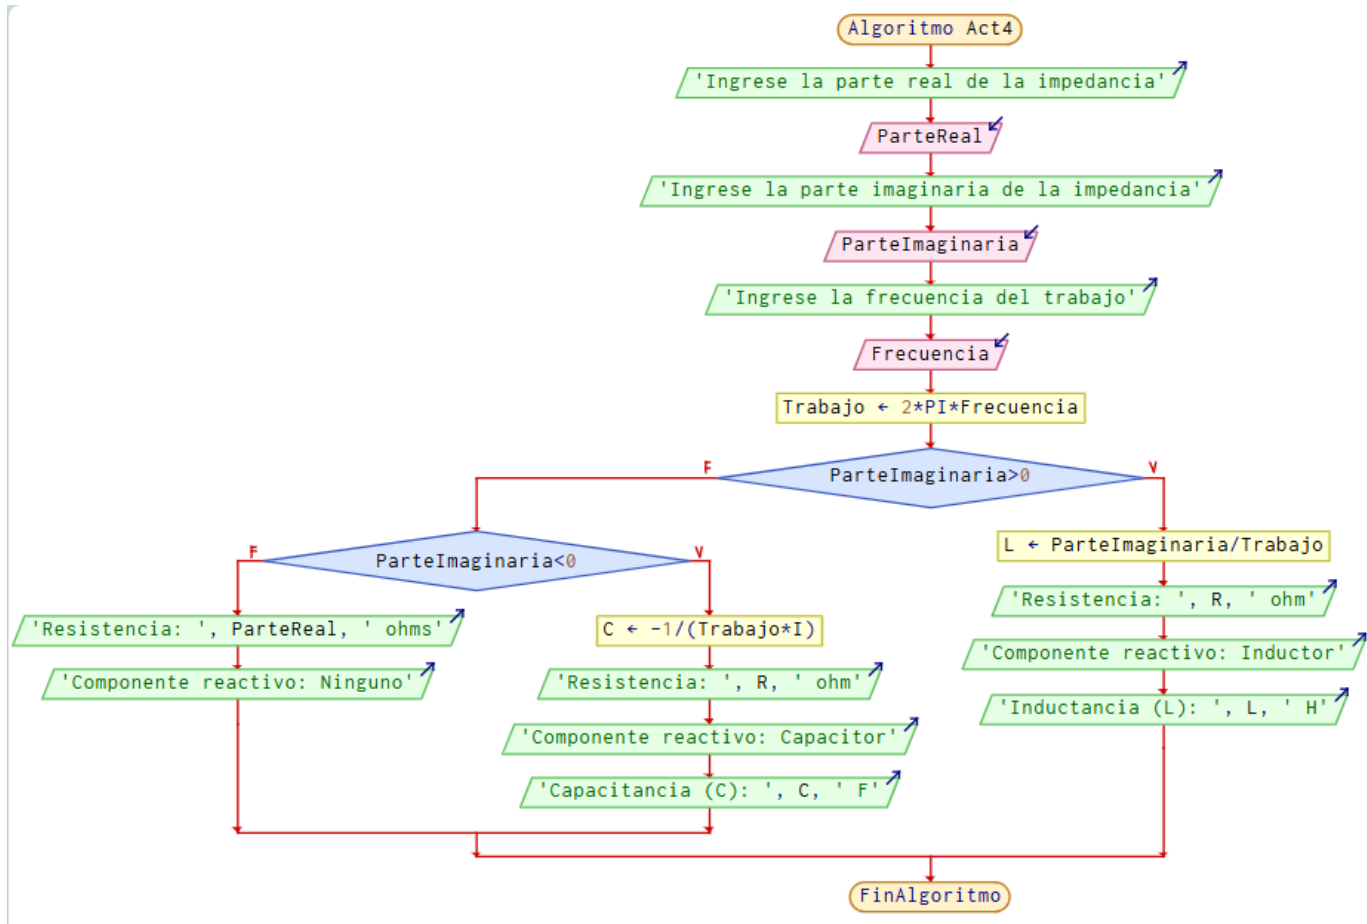 Algoritmo Act4
'Ingrese la parte real de la impedancia'
ParteReal
'Ingrese la parte imaginaria de la impedancia'
ParteImaginaria
'Ingrese la frecuencia del trabajo'
Frecuencia
Trabajo ← 2*PI*Frecuencia
ParteImaginaria>0
F
V
ParteImaginaria<0
F
V
'Resistencia: ', ParteReal, ' ohms'
'Componente reactivo: Ninguno'
C ← -1/(Trabajo*I)
'Resistencia: ', R, ' ohm'
'Componente reactivo: Capacitor'
'Capacitancia (C): ', C, ' F'
L ← ParteImaginaria/Trabajo
'Resistencia: ', R, ' ohm'
'Componente reactivo: Inductor'
'Inductancia (L): ', L, ' H'
FinAlgoritmo